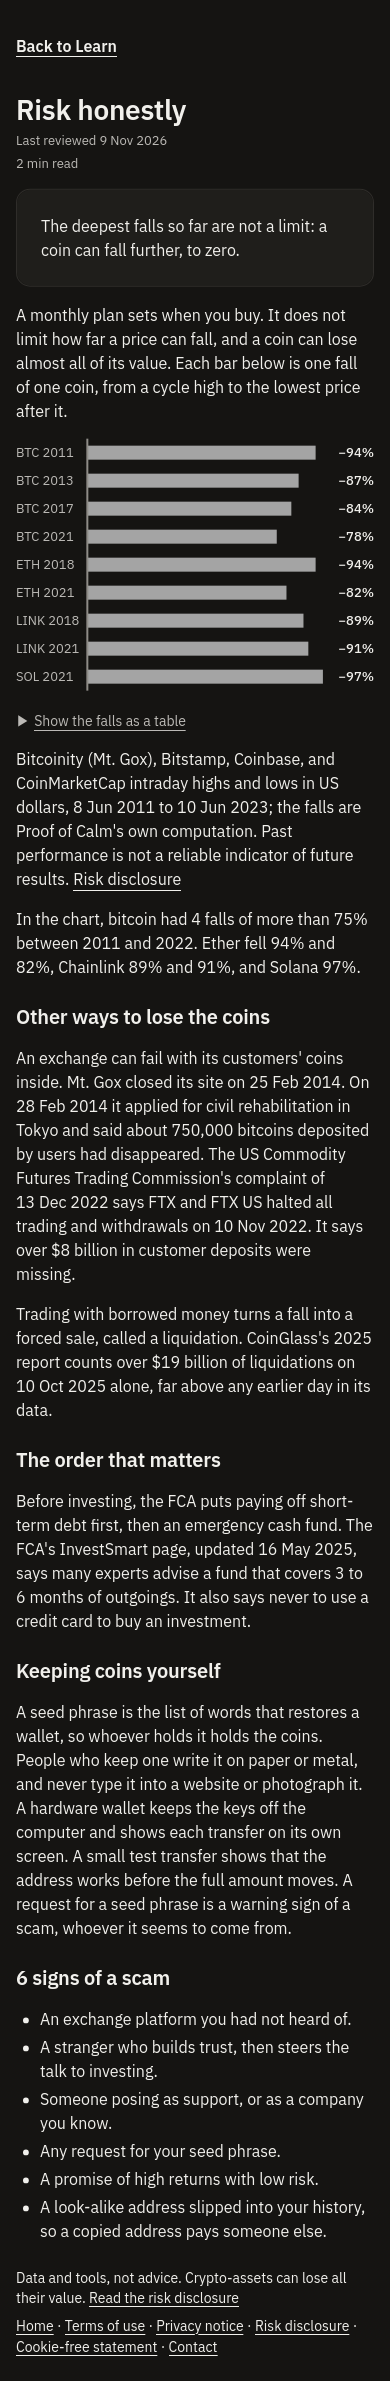 Back to Learn
Risk honestly
Last reviewed 9 Nov 2026
2 min read
The deepest falls so far are not a limit: a
coin can fall further, to zero.
A monthly plan sets when you buy. It does not
limit how far a price can fall, and a coin can lose
almost all of its value. Each bar below is one fall
of one coin, from a cycle high to the lowest price
after it.
BTC 2011 −94%
BTC 2013 −87%
BTC 2017 −84%
BTC 2021 −78%
ETH 2018 −94%
ETH 2021 −82%
LINK 2018 −89%
LINK 2021 −91%
SOL 2021 −97%
Show the falls as a table
Bitcoinity (Mt. Gox), Bitstamp, Coinbase, and
CoinMarketCap intraday highs and lows in US
dollars, 8 Jun 2011 to 10 Jun 2023; the falls are
Proof of Calm's own computation. Past
performance is not a reliable indicator of future
results. Risk disclosure
In the chart, bitcoin had 4 falls of more than 75%
between 2011 and 2022. Ether fell 94% and
82%, Chainlink 89% and 91%, and Solana 97%.
Other ways to lose the coins
An exchange can fail with its customers' coins
inside. Mt. Gox closed its site on 25 Feb 2014. On
28 Feb 2014 it applied for civil rehabilitation in
Tokyo and said about 750,000 bitcoins deposited
by users had disappeared. The US Commodity
Futures Trading Commission's complaint of
13 Dec 2022 says FTX and FTX US halted all
trading and withdrawals on 10 Nov 2022. It says
over $8 billion in customer deposits were
missing.
Trading with borrowed money turns a fall into a
forced sale, called a liquidation. CoinGlass's 2025
report counts over $19 billion of liquidations on
10 Oct 2025 alone, far above any earlier day in its
data.
The order that matters
Before investing, the FCA puts paying off short-
term debt first, then an emergency cash fund. The
FCA's InvestSmart page, updated 16 May 2025,
says many experts advise a fund that covers 3 to
6 months of outgoings. It also says never to use a
credit card to buy an investment.
Keeping coins yourself
A seed phrase is the list of words that restores a
wallet, so whoever holds it holds the coins.
People who keep one write it on paper or metal,
and never type it into a website or photograph it.
A hardware wallet keeps the keys off the
computer and shows each transfer on its own
screen. A small test transfer shows that the
address works before the full amount moves. A
request for a seed phrase is a warning sign of a
scam, whoever it seems to come from.
6 signs of a scam
• An exchange platform you had not heard of.
• A stranger who builds trust, then steers the
talk to investing.
• Someone posing as support, or as a company
you know.
• Any request for your seed phrase.
• A promise of high returns with low risk.
• A look-alike address slipped into your history,
so a copied address pays someone else.
Data and tools, not advice. Crypto-assets can lose all
their value. Read the risk disclosure
Home · Terms of use · Privacy notice · Risk disclosure ·
Cookie-free statement · Contact